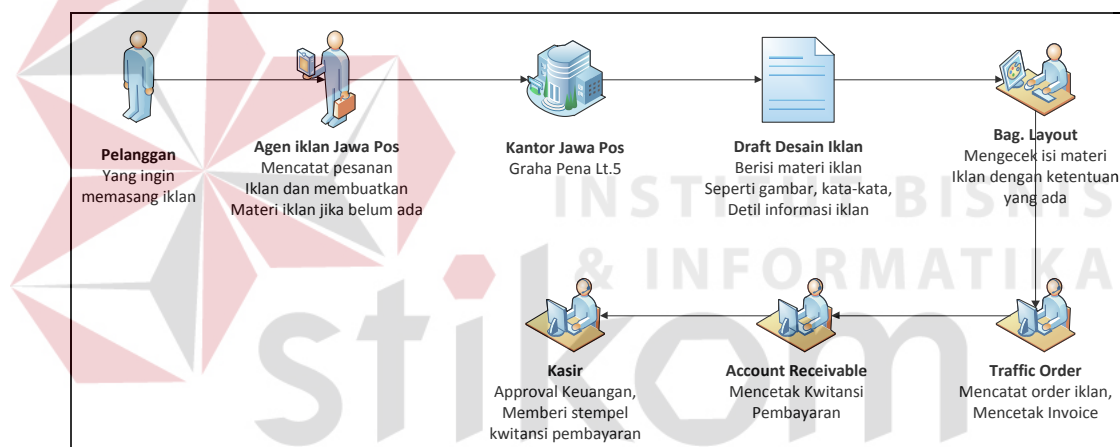 Pelanggan
Yang ingin
memasang iklan
Agen iklan Jawa Pos
Mencatat pesanan
Iklan dan membuatkan
Materi iklan jika belum ada
Kantor Jawa Pos
Graha Pena Lt.5
Draft Desain Iklan
Berisi materi iklan
Seperti gambar, kata-kata,
Detil informasi iklan
Bag. Layout
Mengecek isi materi
Iklan dengan ketentuan
yang ada
Kasir
Approval Keuangan,
Memberi stempel
kwitansi pembayaran
Account Receivable
Mencetak Kwitansi
Pembayaran
Traffic Order
Mencatat order iklan,
Mencetak Invoice
INSTITUT BISNIS
& INFORMATIKA
stikom